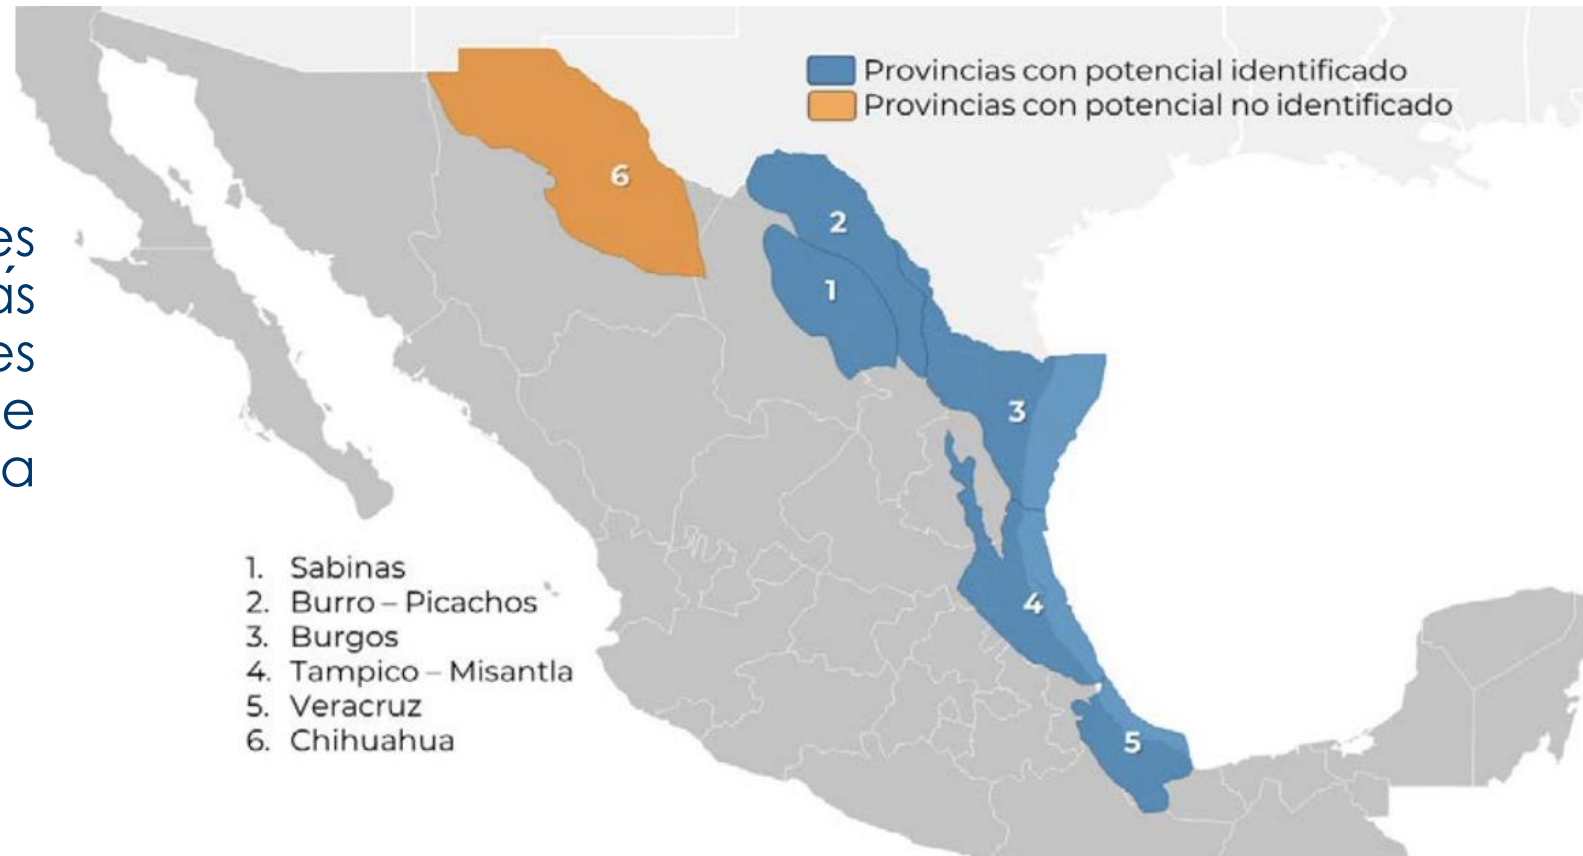 Provincias con potencial identificado
Provincias con potencial no identificado
6
2
1
3
4
5
1. Sabinas
2. Burro – Picachos
3. Burgos
4. Tampico – Misantla
5. Veracruz
6. Chihuahua